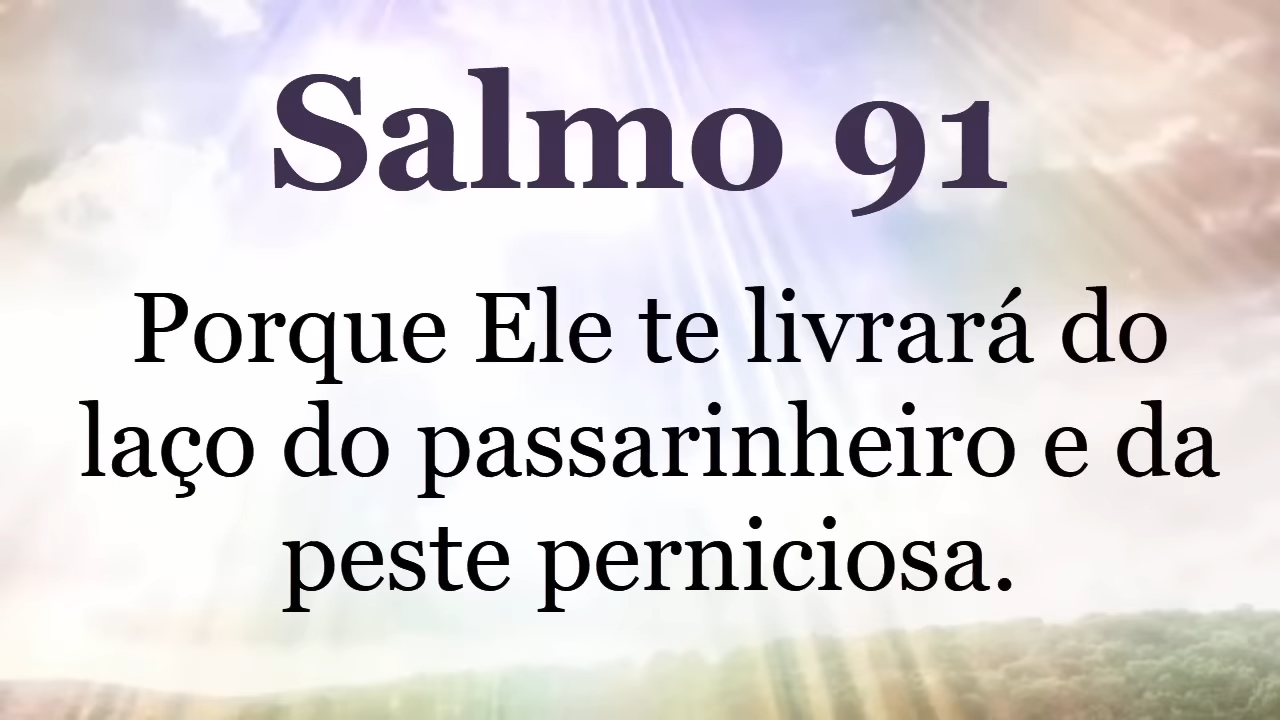 Salmo 91
Porque Ele te livrará do
laço do passarinheiro e da
peste perniciosa.